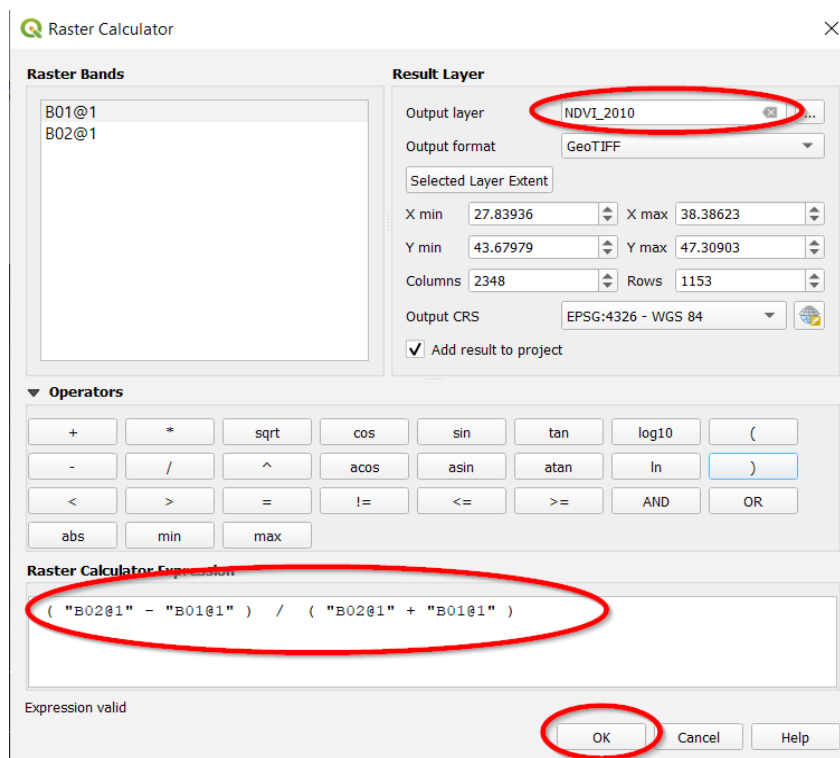 Raster Calculator
Raster Bands
B01@1
B02@1
Result Layer
Output layer NDVI_2010 ...
Output format GeoTIFF
Selected Layer Extent
X min 27.83936 X max 38.38623
Y min 43.67979 Y max 47.30903
Columns 2348 Rows 1153
Output CRS EPSG:4326 - WGS 84
Add result to project
Operators
+ * sqrt cos sin tan log10 (
- / ^ acos asin atan ln )
< > = != <= >= AND OR
abs min max
Raster Calculator Expression
( "B02@1" - "B01@1" ) / ( "B02@1" + "B01@1" )
Expression valid
OK Cancel Help